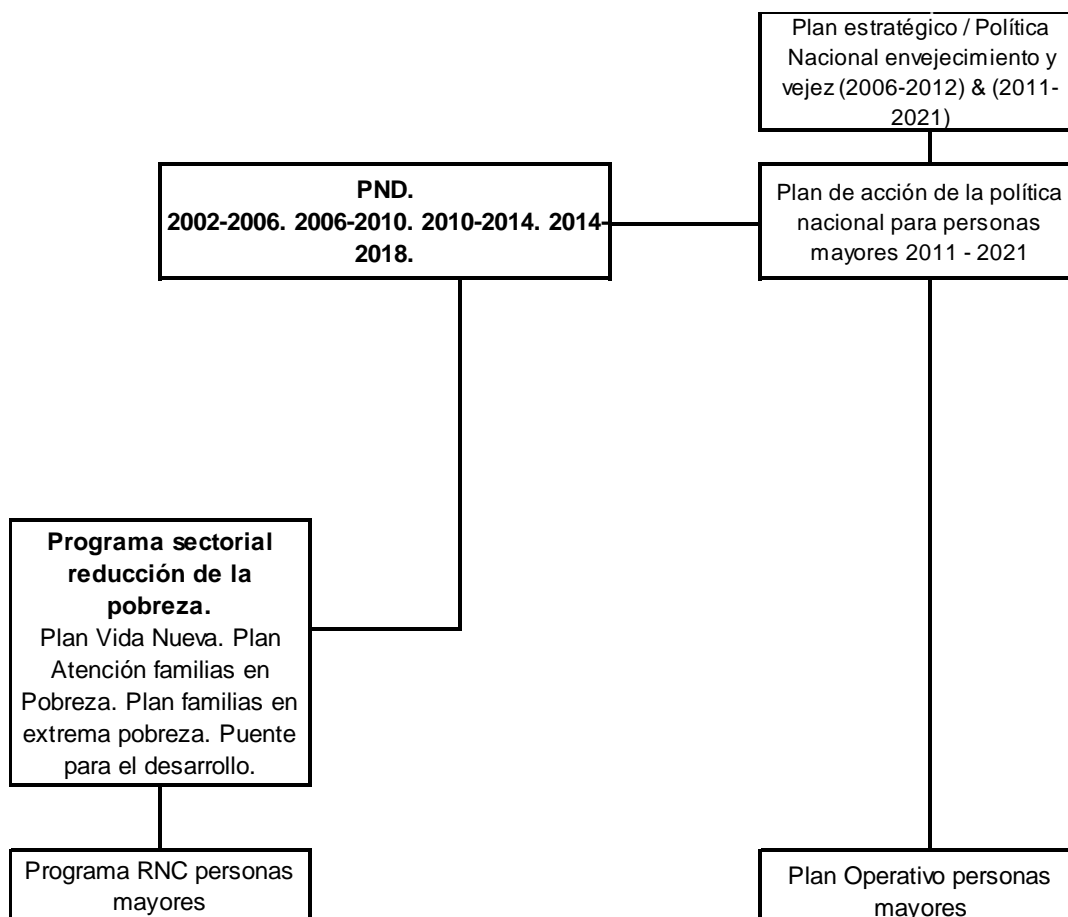 Plan estratégico / Política
Nacional envejecimiento y
vejez (2006-2012) & (2011-
2021)
PND.
2002-2006. 2006-2010. 2010-2014. 2014-
2018.
Plan de acción de la política
nacional para personas
mayores 2011 - 2021
Programa sectorial
reducción de la
pobreza.
Plan Vida Nueva. Plan
Atención familias en
Pobreza. Plan familias en
extrema pobreza. Puente
para el desarrollo.
Programa RNC personas
mayores
Plan Operativo personas
mayores